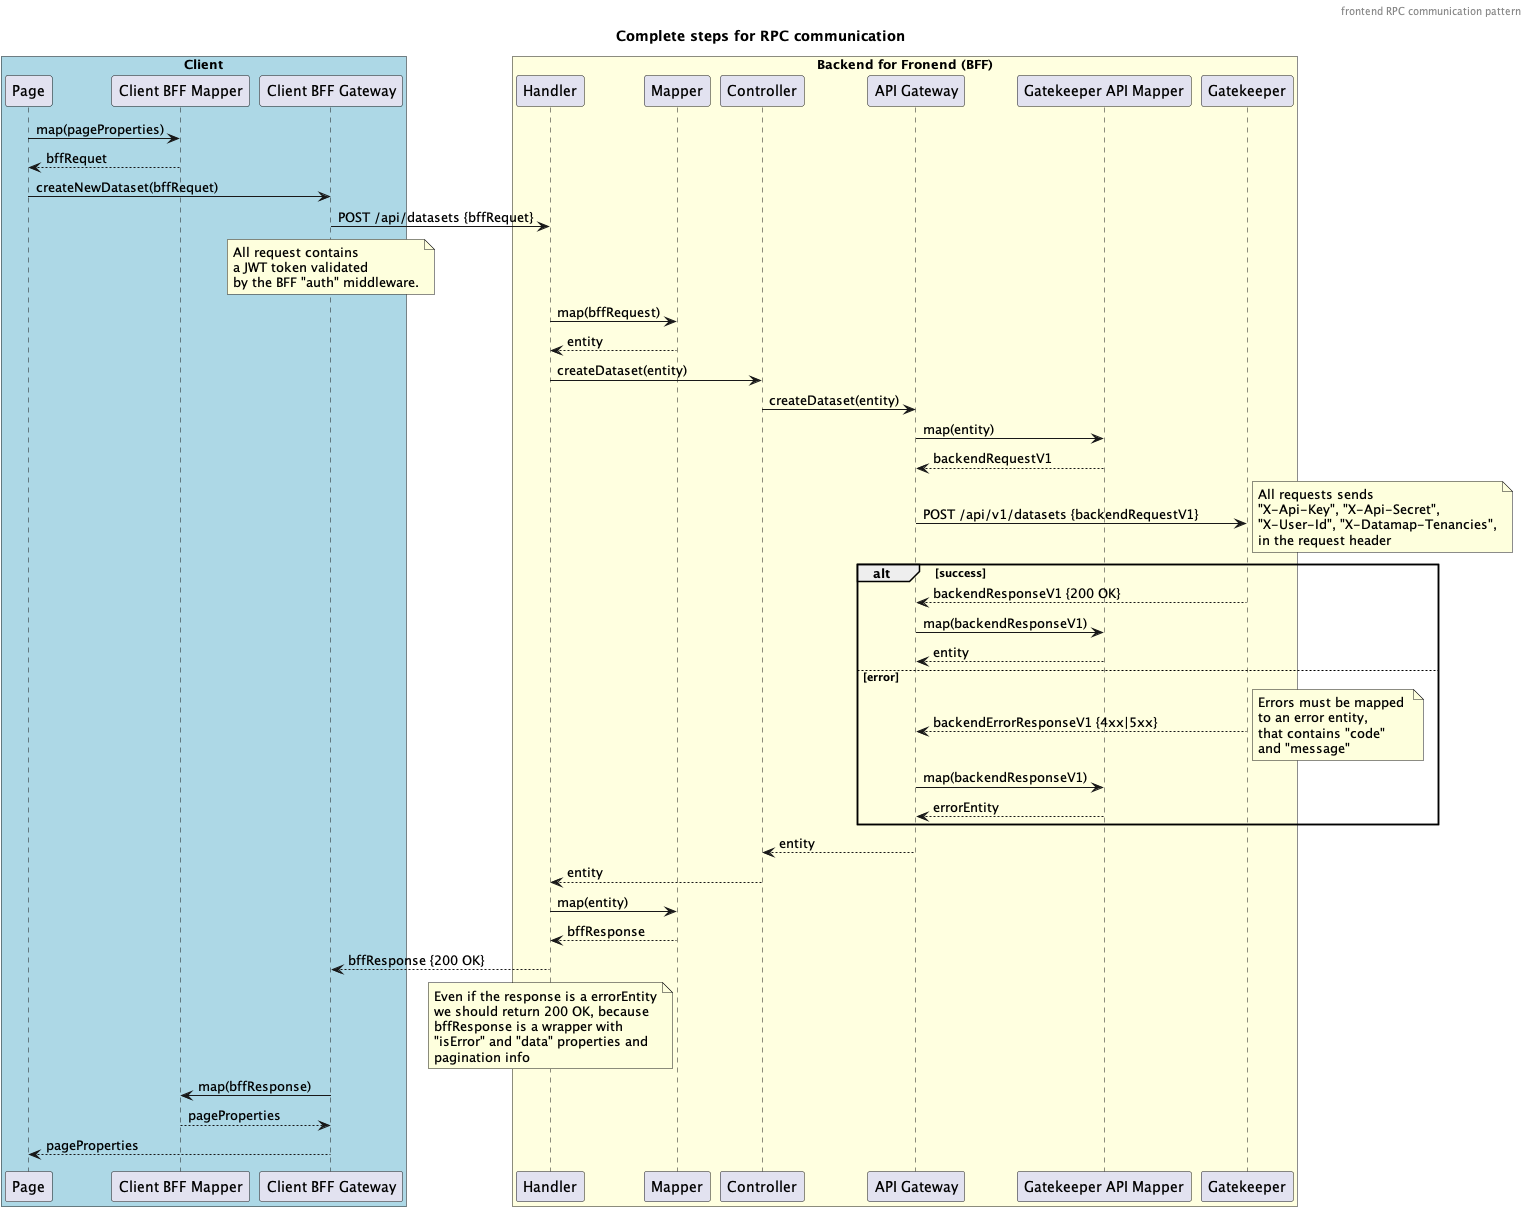 frontend RPC communication pattern
Complete steps for RPC communication
Client
Backend for Fronend (BFF)
Page
Client BFF Mapper
Client BFF Gateway
Handler
Mapper
Controller
API Gateway
Gatekeeper API Mapper
Gatekeeper
map(pageProperties)
bffRequet
createNewDataset(bffRequet)
POST /api/datasets {bffRequet}
All request contains
a JWT token validated
by the BFF "auth" middleware.
map(bffRequest)
entity
createDataset(entity)
createDataset(entity)
map(entity)
backendRequestV1
POST /api/v1/datasets {backendRequestV1}
All requests sends
"X-Api-Key", "X-Api-Secret",
"X-User-Id", "X-Datamap-Tenancies",
in the request header
alt
[success]
backendResponseV1 {200 OK}
map(backendResponseV1)
entity
[error]
backendErrorResponseV1 {4xx|5xx}
Errors must be mapped
to an error entity,
that contains "code"
and "message"
map(backendResponseV1)
errorEntity
entity
entity
map(entity)
bffResponse
bffResponse {200 OK}
Even if the response is a errorEntity
we should return 200 OK, because
bffResponse is a wrapper with
"isError" and "data" properties and
pagination info
map(bffResponse)
pageProperties
pageProperties
Page
Client BFF Mapper
Client BFF Gateway
Handler
Mapper
Controller
API Gateway
Gatekeeper API Mapper
Gatekeeper